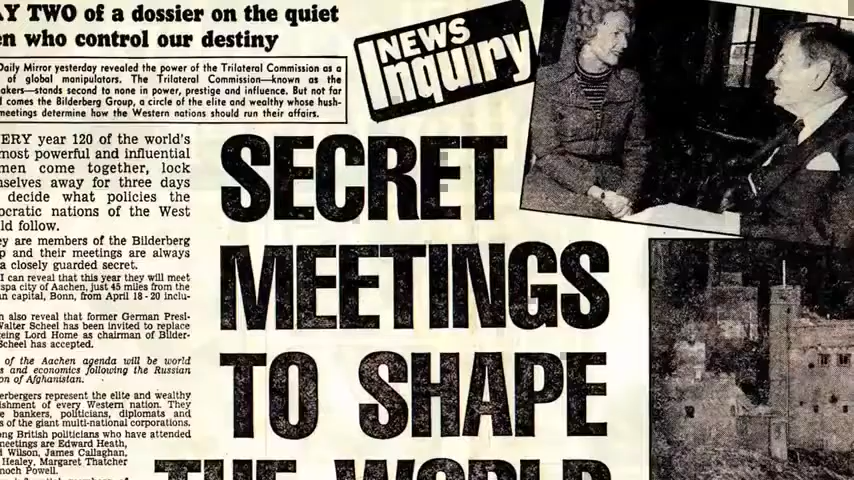 AY TWO of a dossier on the quiet
en who control our destiny
Daily Mirror yesterday revealed the power of the Trilateral Commission as a
of global manipulators. The Trilateral Commission—known as the
akers—stands second to none in power, prestige and influence. But not far
d comes the Bilderberg Group, a circle of the elite and wealthy whose hush-
meetings determine how the Western nations should run their affairs.
NEWS
Inquiry
ERY year 120 of the world's
most powerful and influential
men come together, lock
mselves away for three days
decide what policies the
ocratic nations of the West
ld follow.
ey are members of the Bilderberg
p and their meetings are always
a closely guarded secret.
I can reveal that this year they will meet
spa city of Aachen, just 45 miles from the
an capital, Bonn, from April 18 - 20 inclu-
n also reveal that former German Presi-
Walter Scheel has been invited to replace
eing Lord Home as chairman of Bilder-
Scheel has accepted.
of the Aachen agenda will be world
s and economics following the Russian
on of Afghanistan.
erbergers represent the elite and wealthy
lishment of every Western nation. They
e bankers, politicians, diplomats and
s of the giant multi-national corporations.
ong British politicians who have attended
meetings are Edward Heath,
d Wilson, James Callaghan,
Healey, Margaret Thatcher
noch Powell.
SECRET
MEETINGS
TO SHAPE
THE WORLD